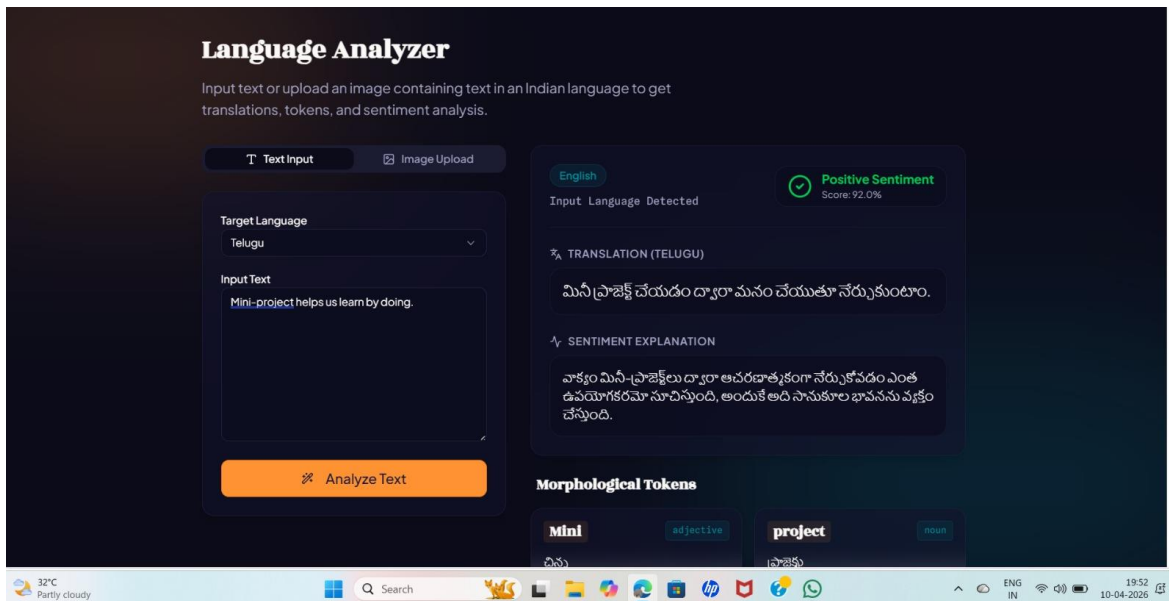 Language Analyzer
Input text or upload an image containing text in an Indian language to get
translations, tokens, and sentiment analysis.
Text Input
Image Upload
Target Language
Telugu
Input Text
Mini-project helps us learn by doing.
Analyze Text
English
Input Language Detected
Positive Sentiment
Score: 92.0%
TRANSLATION (TELUGU)
మినీ ప్రాజెక్ట్ చేయడం ద్వారా మనం చేయుతూ నేర్చుకుంటాం.
SENTIMENT EXPLANATION
వాక్యం మినీ-ప్రాజెక్ట్‌లు ద్వారా ఆచరణాత్మకంగా నేర్చుకోవడం ఎంత
ఉపయోగకరమో సూచిస్తుంది, అందుకే అది సానుకూల భావనను వ్యక్తం
చేస్తుంది.
Morphological Tokens
Mini
adjective
చిన్న
project
noun
ప్రాజెక్టు
32°C
Partly cloudy
Search
hp
ENG
IN
19:52
10-04-2026